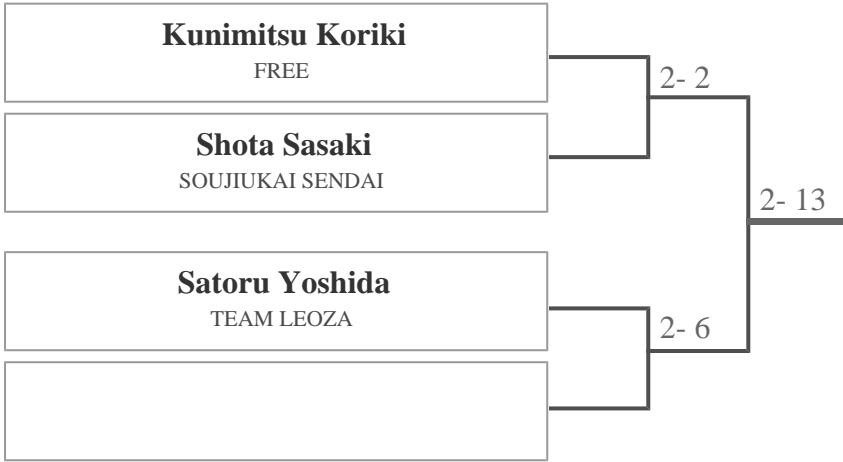 Kunimitsu Koriki
FREE
2- 2
Shota Sasaki
SOUJIUKAI SENDAI
2- 13
Satoru Yoshida
TEAM LEOZA
2- 6